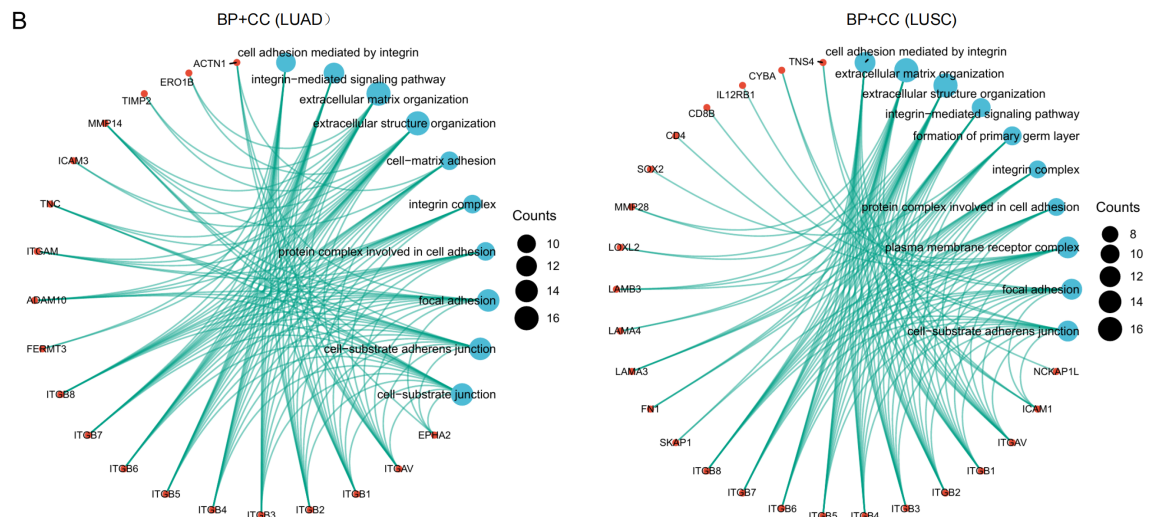 B
BP+CC (LUAD）
cell adhesion mediated by integrin
integrin-mediated signaling pathway
extracellular matrix organization
extracellular structure organization
cell-matrix adhesion
integrin complex
protein complex involved in cell adhesion
focal adhesion
cell-substrate adherens junction
cell-substrate junction
EPHA2
ITGAV
ITGB1
ITGB2
ITGB3
ITGB4
ITGB5
ITGB6
ITGB7
ITGB8
FERMT3
ADAM10
ITGAM
TNC
ICAM3
MMP14
TIMP2
ERO1B
ACTN1
Counts
10
12
14
16
BP+CC (LUSC)
cell adhesion mediated by integrin
extracellular matrix organization
extracellular structure organization
integrin-mediated signaling pathway
formation of primary germ layer
integrin complex
protein complex involved in cell adhesion
plasma membrane receptor complex
focal adhesion
cell-substrate adherens junction
NCKAP1L
ICAM1
ITGAV
ITGB1
ITGB2
ITGB3
ITGB4
ITGB5
ITGB6
ITGB7
ITGB8
SKAP1
FN1
LAMA3
LAMA4
LAMB3
LOXL2
MMP28
SOX2
CD4
CD8B
IL12RB1
CYBA
TNS4
Counts
8
10
12
14
16